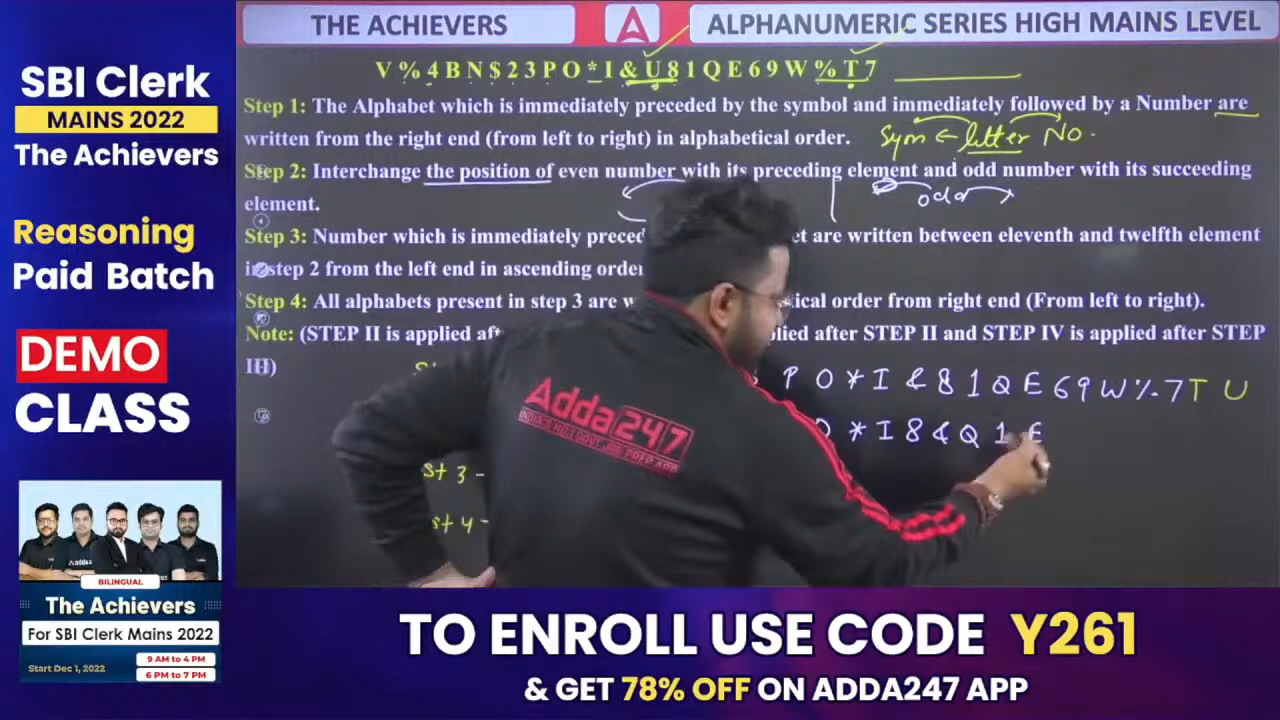 SBI Clerk
MAINS 2022
The Achievers
Reasoning
Paid Batch
DEMO
CLASS
BILINGUAL
The Achievers
For SBI Clerk Mains 2022
Start Dec 1, 2022
9 AM to 4 PM
6 PM to 7 PM
THE ACHIEVERS
ALPHANUMERIC SERIES HIGH MAINS LEVEL
V % 4 B N $ 2 3 P O * I & U 8 1 Q E 6 9 W % T 7
Step 1: The Alphabet which is immediately preceded by the symbol and immediately followed by a Number are
written from the right end (from left to right) in alphabetical order.
Sym ← litter No.
Step 2: Interchange the position of even number with its preceding element and odd number with its succeeding
odd
element.
Step 3: Number which is immediately are written between eleventh and twelfth element
step 2 from the left end in ascending
Step 4: All alphabets present in step 3 are order from right end (From left to right).
Note: (STEP II is applied after STEP II and STEP IV is applied after STEP
III)
P O * I & 8 1 Q E 6 9 W % 7 T U
* I 8 & Q 1 E
St 3 -
St 4 -
Adda247
INDIA'S NO.1 GOVT JOB PREP APP
TO ENROLL USE CODE Y261
& GET 78% OFF ON ADDA247 APP